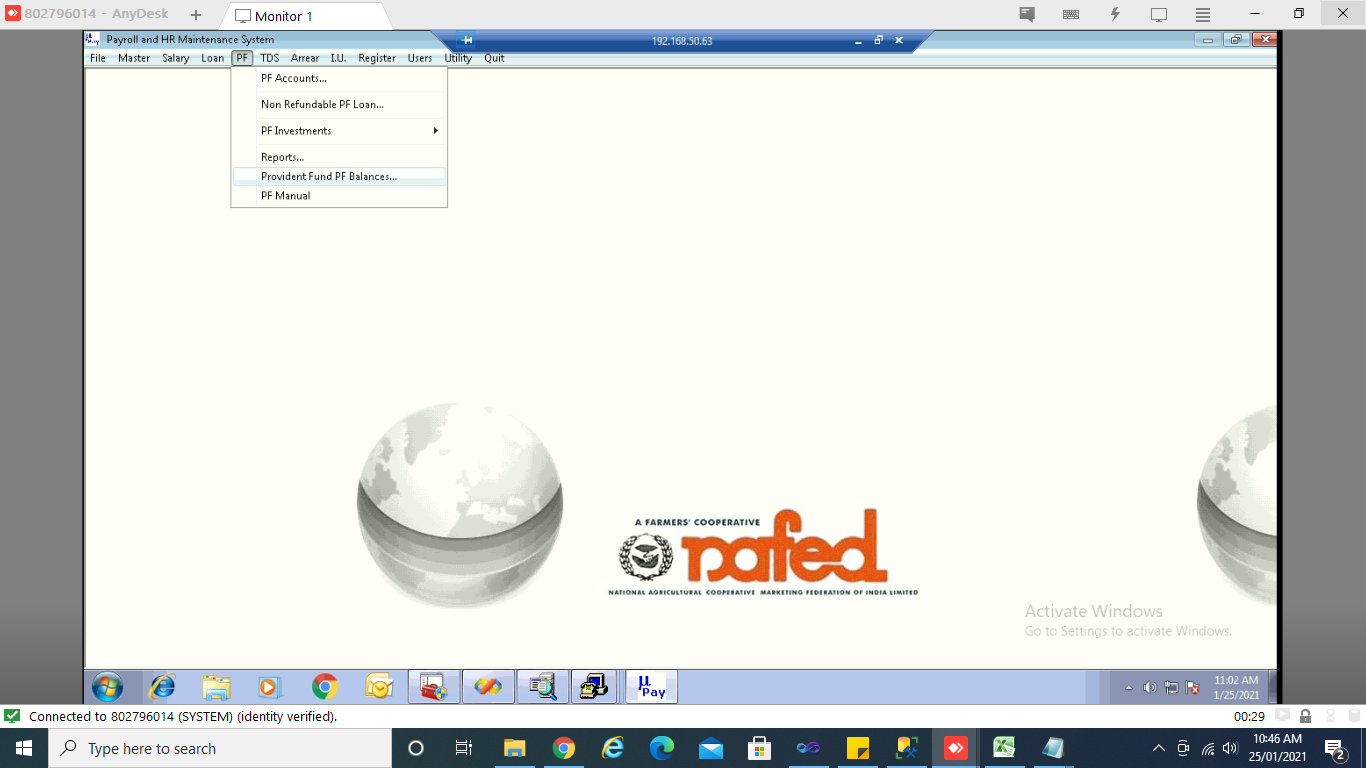 802796014 - AnyDesk
Monitor 1
Payroll and HR Maintenance System
192.168.50.63
File Master Salary Loan PF TDS Arrear I.U. Register Users Utility Quit
PF Accounts...
Non Refundable PF Loan...
PF Investments
Reports...
Provident Fund PF Balances...
PF Manual
A FARMERS' COOPERATIVE
nafed
NATIONAL AGRICULTURAL COOPERATIVE MARKETING FEDERATION OF INDIA LIMITED
Activate Windows
Go to Settings to activate Windows.
µ Pay
11:02 AM
1/25/2021
Connected to 802796014 (SYSTEM) (identity verified).
00:29
Type here to search
10:46 AM
25/01/2021
2